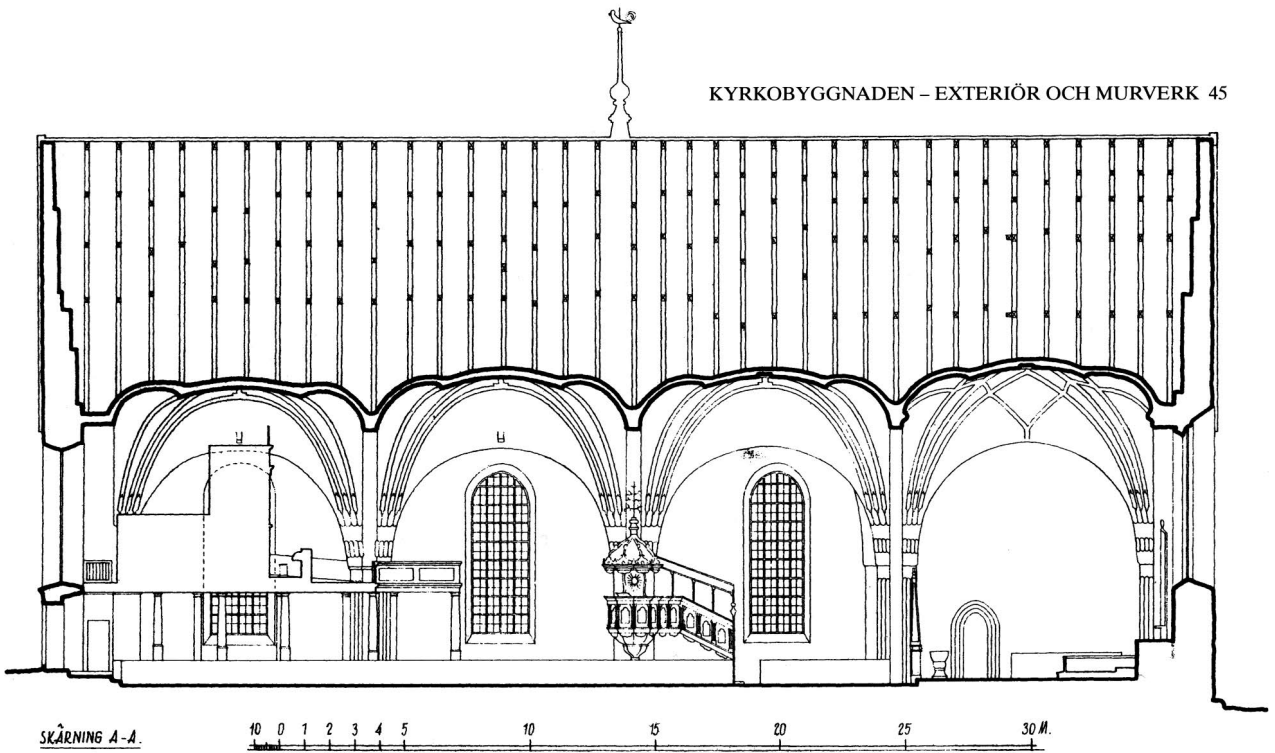 KYRKOBYGGNADEN – EXTERIÖR OCH MURVERK 45
SKÄRNING A-A.
10 0 1 2 3 4 5 10 15 20 25 30 M.